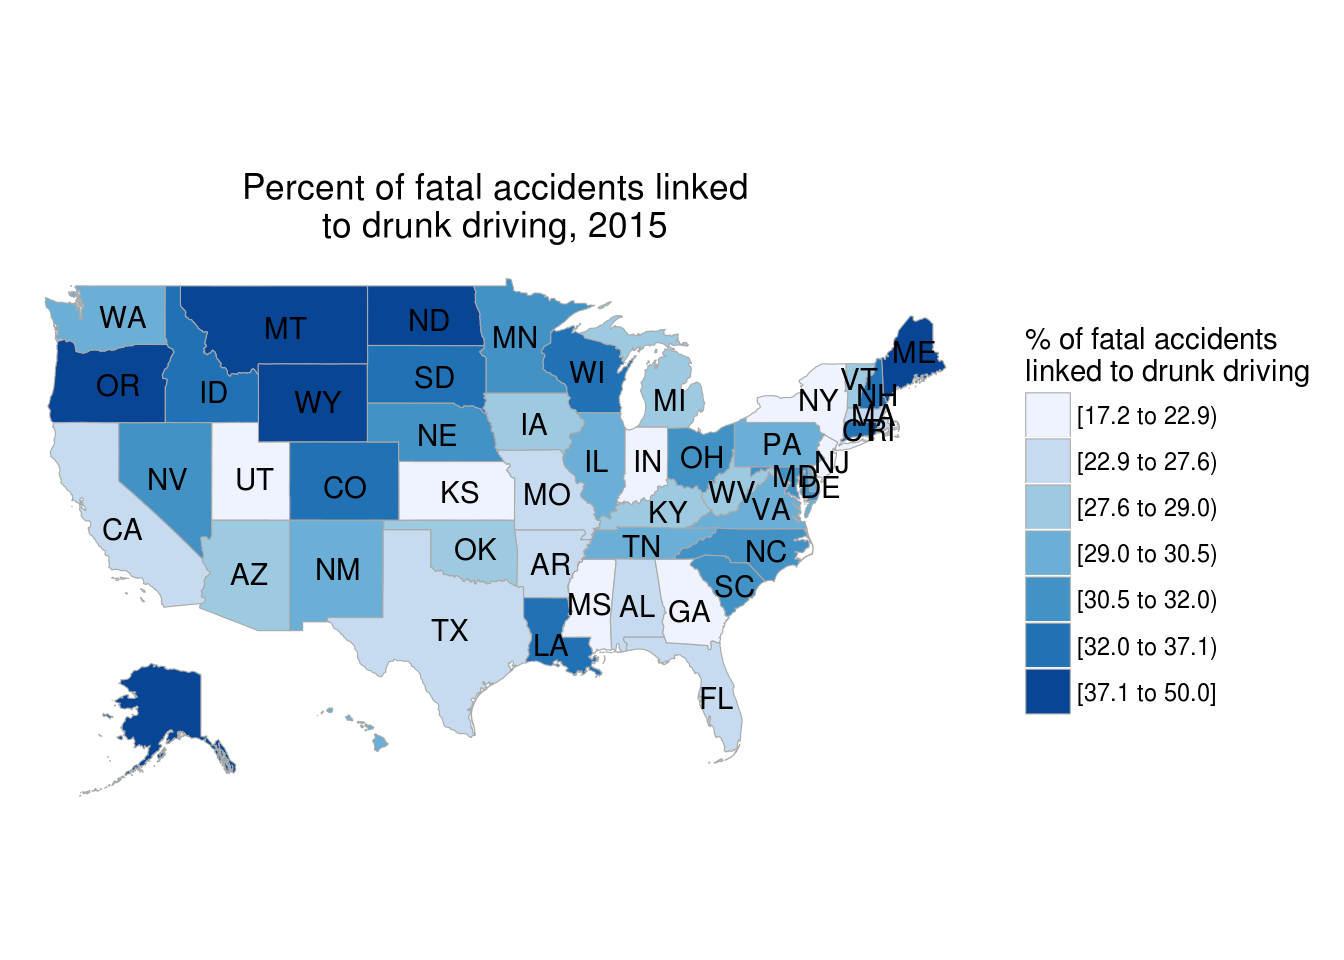 Percent of fatal accidents linked
to drunk driving, 2015
WA
MT
ND
MN
ME
OR
ID
WY
SD
WI
MI
NY
VT
NH
MA
CT
RI
NV
UT
CO
NE
IA
KS
MO
IL
IN
OH
PA
NJ
MD
DE
WV
VA
KY
CA
AZ
NM
OK
AR
TN
NC
SC
TX
LA
MS
AL
GA
FL
% of fatal accidents
linked to drunk driving
[17.2 to 22.9)
[22.9 to 27.6)
[27.6 to 29.0)
[29.0 to 30.5)
[30.5 to 32.0)
[32.0 to 37.1)
[37.1 to 50.0]